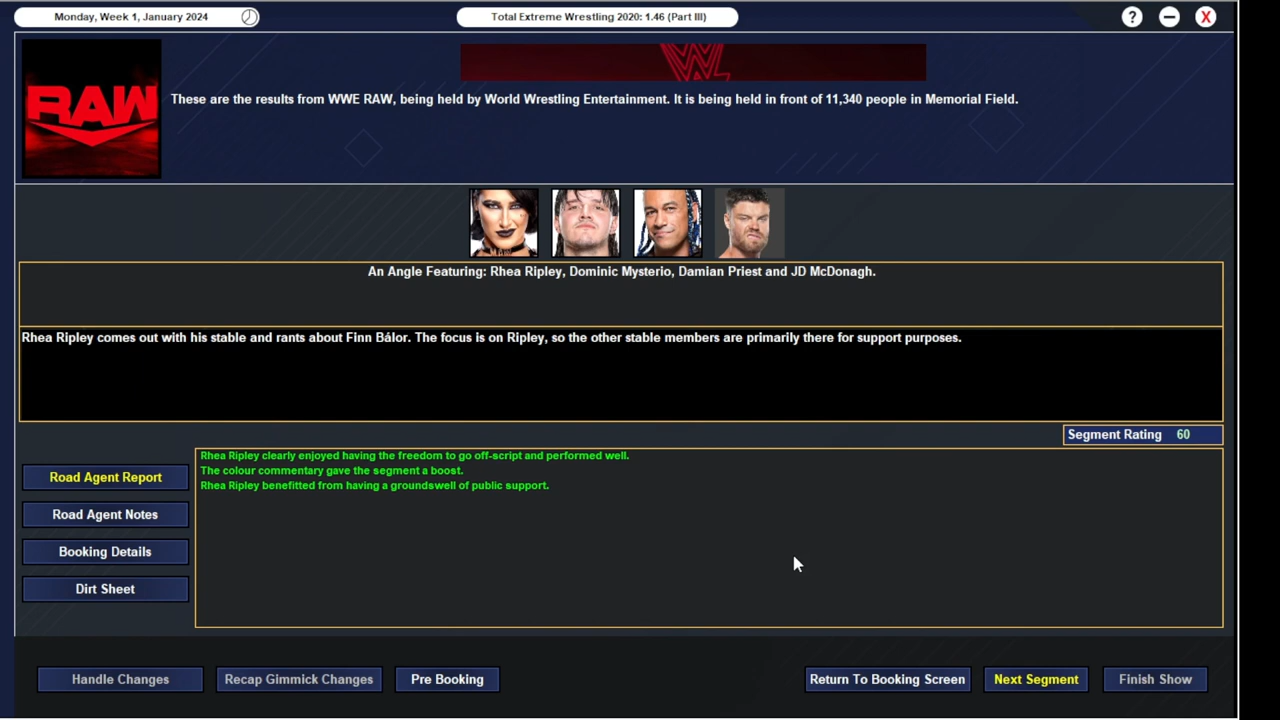 Monday, Week 1, January 2024
Total Extreme Wrestling 2020: 1.46 (Part III)
?
X
RAW
These are the results from WWE RAW, being held by World Wrestling Entertainment. It is being held in front of 11,340 people in Memorial Field.
An Angle Featuring: Rhea Ripley, Dominic Mysterio, Damian Priest and JD McDonagh.
Rhea Ripley comes out with his stable and rants about Finn Bálor. The focus is on Ripley, so the other stable members are primarily there for support purposes.
Segment Rating 60
Road Agent Report
Road Agent Notes
Booking Details
Dirt Sheet
Rhea Ripley clearly enjoyed having the freedom to go off-script and performed well.
The colour commentary gave the segment a boost.
Rhea Ripley benefitted from having a groundswell of public support.
Handle Changes
Recap Gimmick Changes
Pre Booking
Return To Booking Screen
Next Segment
Finish Show